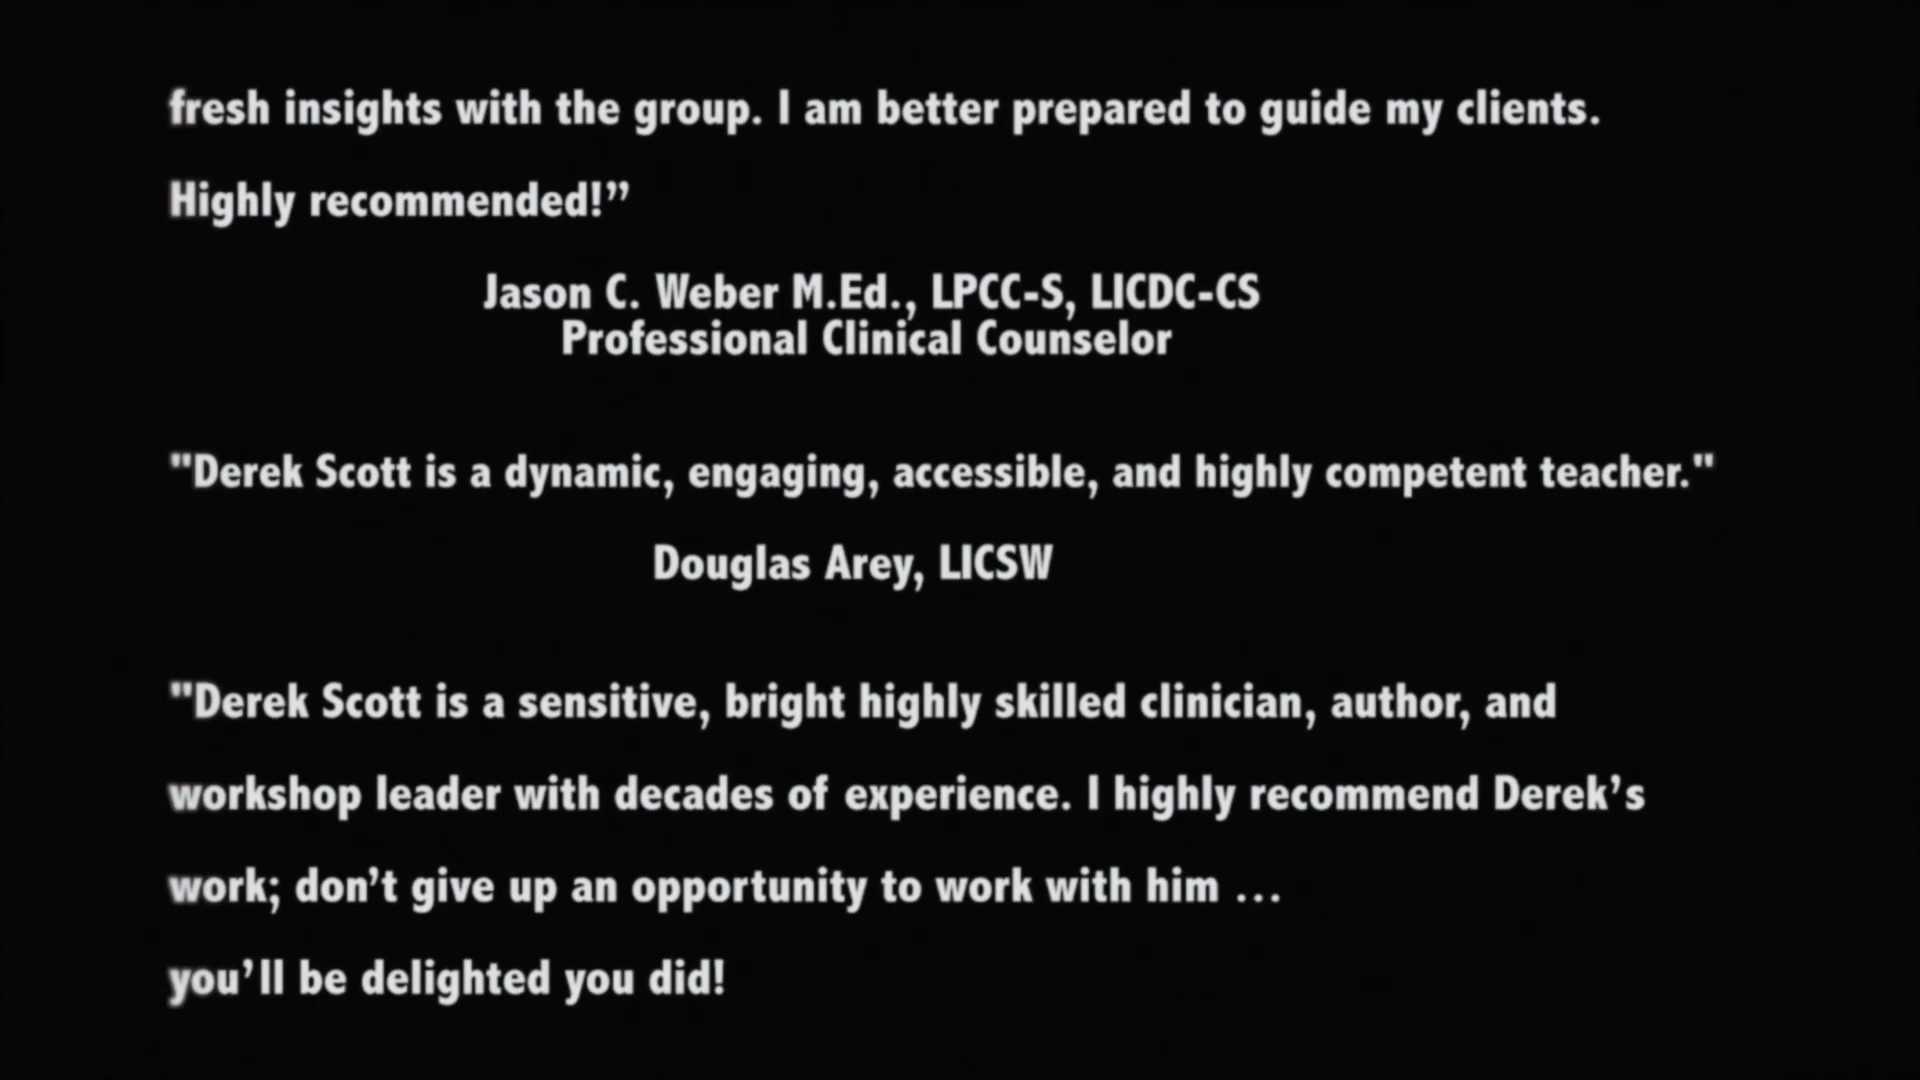 fresh insights with the group. I am better prepared to guide my clients.
Highly recommended!”
Jason C. Weber M.Ed., LPCC-S, LICDC-CS
Professional Clinical Counselor
"Derek Scott is a dynamic, engaging, accessible, and highly competent teacher."
Douglas Arey, LICSW
"Derek Scott is a sensitive, bright highly skilled clinician, author, and
workshop leader with decades of experience. I highly recommend Derek’s
work; don’t give up an opportunity to work with him …
you’ll be delighted you did!